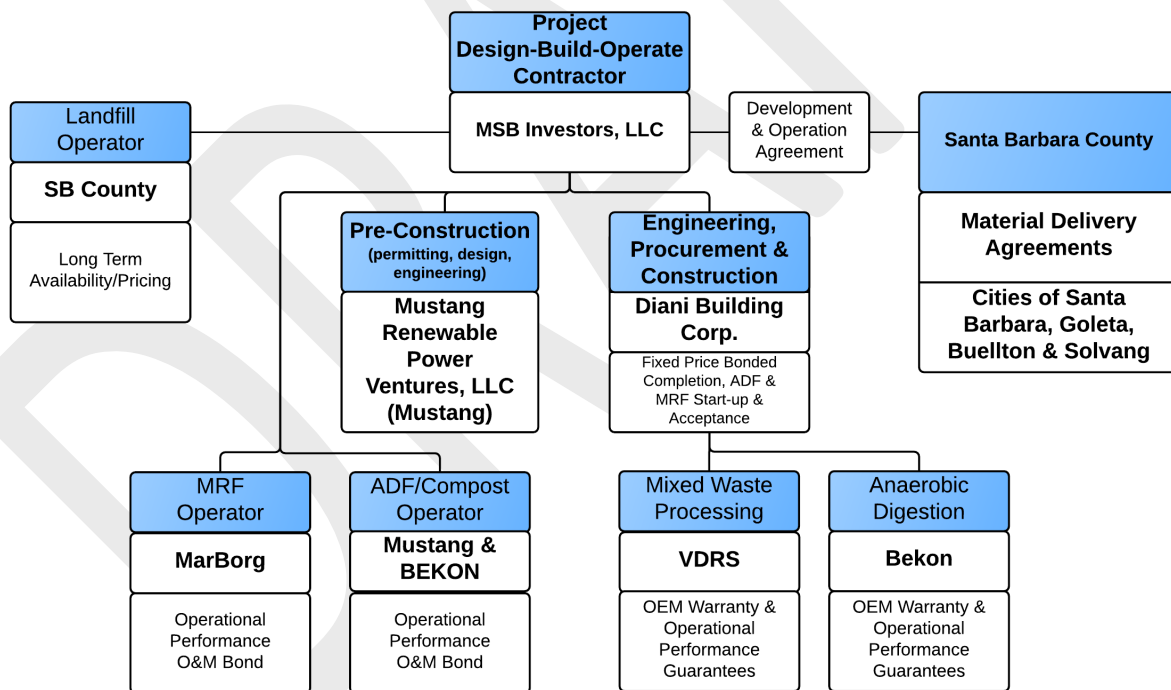 Project
Design-Build-Operate
Contractor
MSB Investors, LLC
Landfill
Operator
SB County
Long Term
Availability/Pricing
Development
& Operation
Agreement
Santa Barbara County
Material Delivery
Agreements
Cities of Santa
Barbara, Goleta,
Buellton & Solvang
Pre-Construction
(permitting, design,
engineering)
Mustang
Renewable
Power
Ventures, LLC
(Mustang)
Engineering,
Procurement &
Construction
Diani Building
Corp.
Fixed Price Bonded
Completion, ADF &
MRF Start-up &
Acceptance
MRF
Operator
MarBorg
Operational
Performance
O&M Bond
ADF/Compost
Operator
Mustang &
BEKON
Operational
Performance
O&M Bond
Mixed Waste
Processing
VDRS
OEM Warranty &
Operational
Performance
Guarantees
Anaerobic
Digestion
Bekon
OEM Warranty &
Operational
Performance
Guarantees